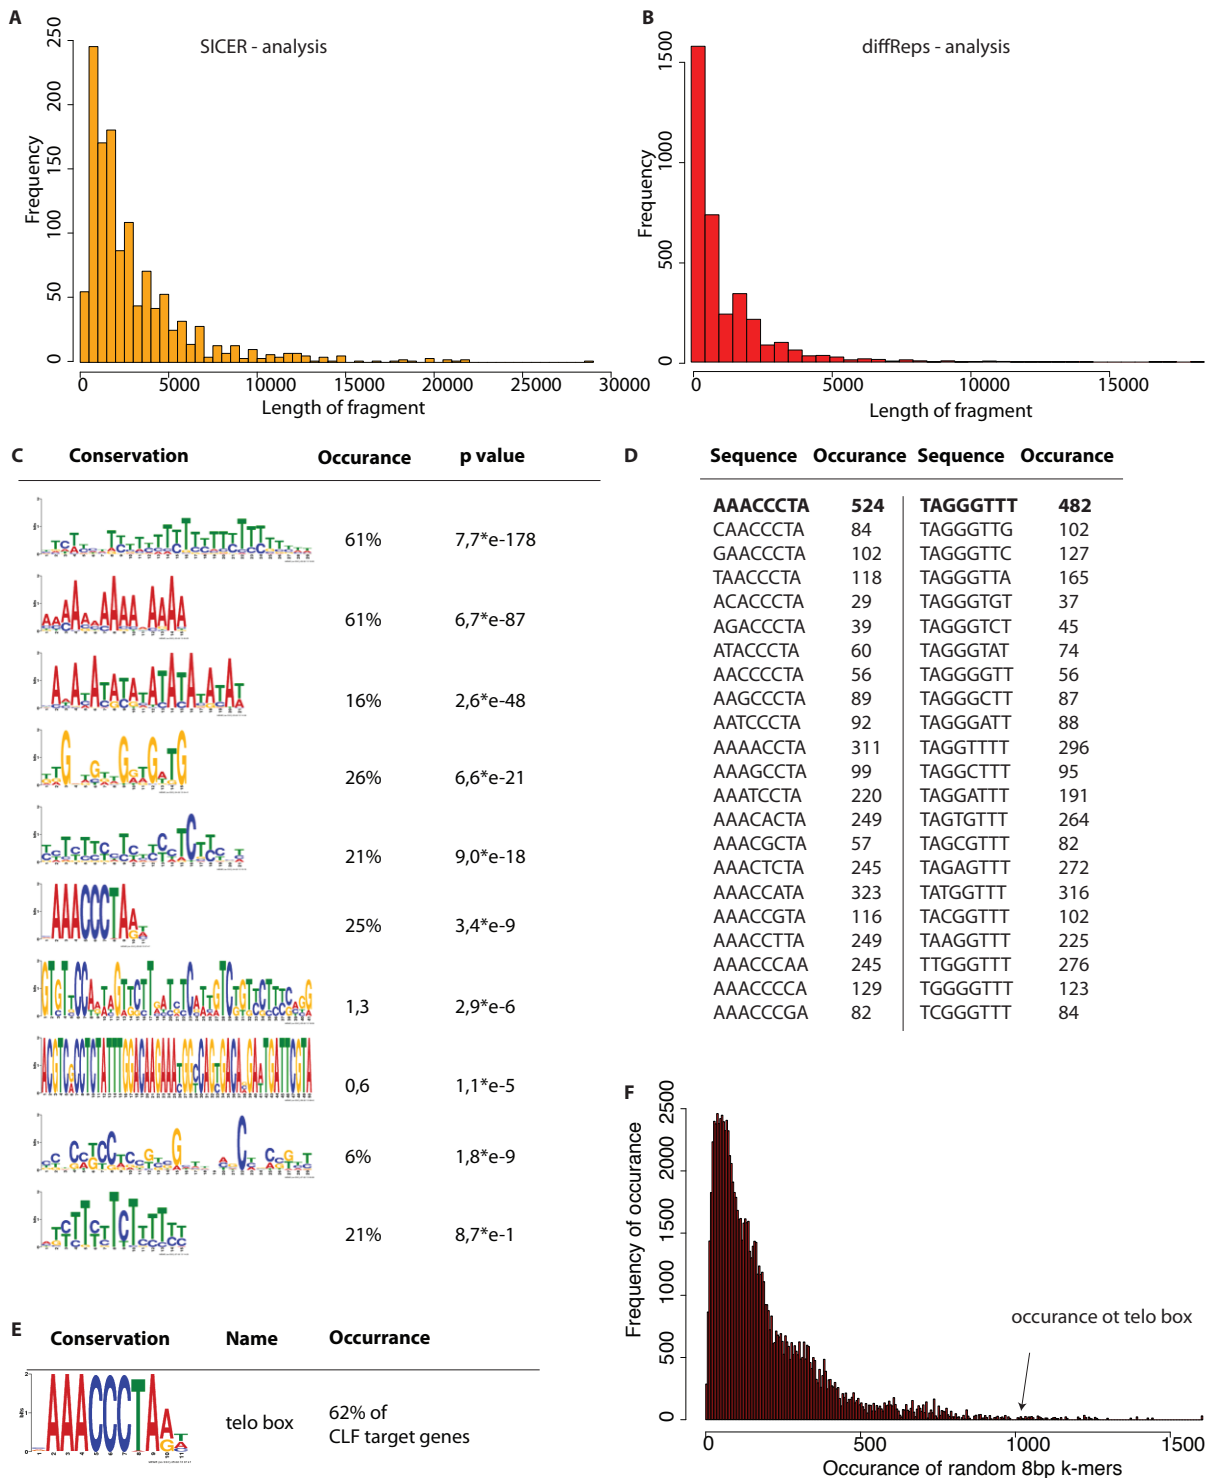 A
SICER - analysis
Frequency
0
50
100
150
200
250
0
5000
10000
15000
20000
25000
30000
Length of fragment
B
diffReps - analysis
Frequency
0
500
1000
1500
0
5000
10000
15000
Length of fragment
C
Conservation Occurance p value
61% 7,7*e-178
61% 6,7*e-87
16% 2,6*e-48
26% 6,6*e-21
21% 9,0*e-18
AAACCCTA 25% 3,4*e-9
1,3 2,9*e-6
0,6 1,1*e-5
6% 1,8*e-9
21% 8,7*e-1
D
Sequence Occurance Sequence Occurance
AAACCCTA 524 TAGGGTTT 482
CAACCCTA 84 TAGGGTTG 102
GAACCCTA 102 TAGGGTTC 127
TAACCCTA 118 TAGGGTTA 165
ACACCCTA 29 TAGGGTGT 37
AGACCCTA 39 TAGGGTCT 45
ATACCCTA 60 TAGGGTAT 74
AACCCCTA 56 TAGGGGTT 56
AAGCCCTA 89 TAGGGCTT 87
AATCCCTA 92 TAGGGATT 88
AAAACCTA 311 TAGGTTTT 296
AAAGCCTA 99 TAGGCTTT 95
AAATCCTA 220 TAGGATTT 191
AAACACTA 249 TAGTGTTT 264
AAACGCTA 57 TAGCGTTT 82
AAACTCTA 245 TAGAGTTT 272
AAACCATA 323 TATGGTTT 316
AAACCGTA 116 TACGGTTT 102
AAACCTTA 249 TAAGGTTT 225
AAACCCAA 245 TTGGGTTT 276
AAACCCCA 129 TGGGGTTT 123
AAACCCGA 82 TCGGGTTT 84
E
Conservation Name Occurrance
AAACCCTA
telo box
62% of
CLF target genes
F
Frequency of occurance
0
500
1000
1500
2000
2500
occurance ot telo box
0
500
1000
1500
Occurance of random 8bp k-mers